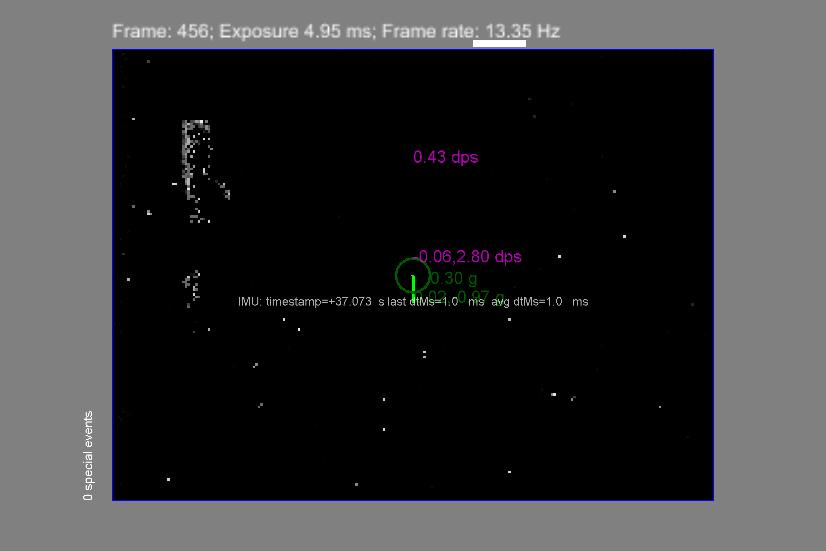 Frame: 456; Exposure 4.95 ms; Frame rate: 13.35 Hz
0.43 dps
-0.06,2.80 dps
0.30 g
IMU: timestamp=+37.073 s last dtMs=1.0 ms avg dtMs=1.0 ms
0 special events